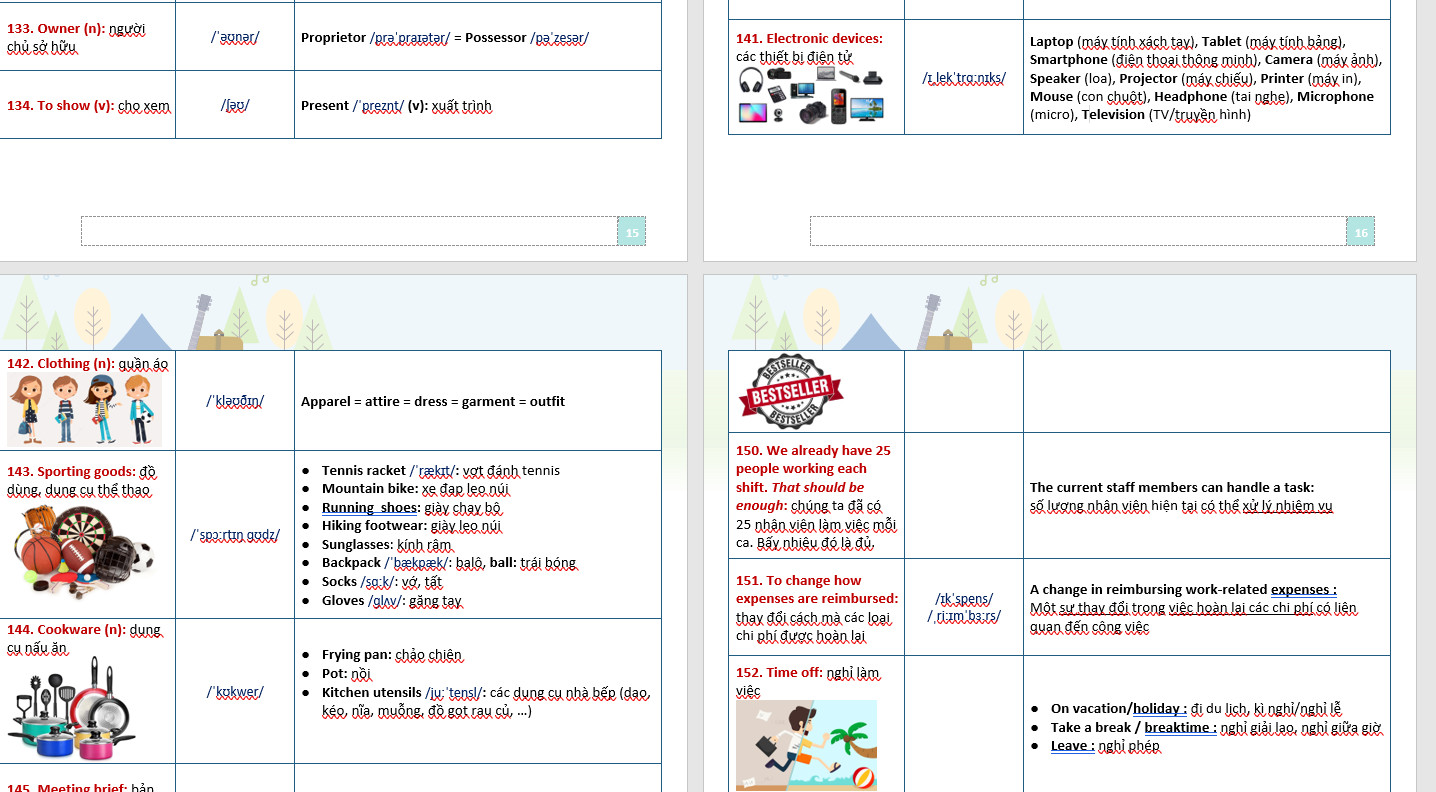 133. Owner (n): người
chủ sở hữu
/ˈəʊnər/
Proprietor /prəˈpraɪətər/ = Possessor /pəˈzesər/
134. To show (v): cho xem
/ʃəʊ/
Present /ˈpreznt/ (v): xuất trình
15
141. Electronic devices:
các thiết bị điện tử
/ɪˌlekˈtrɑːnɪks/
Laptop (máy tính xách tay), Tablet (máy tính bảng),
Smartphone (điện thoại thông minh), Camera (máy ảnh),
Speaker (loa), Projector (máy chiếu), Printer (máy in),
Mouse (con chuột), Headphone (tai nghe), Microphone
(micro), Television (TV/truyền hình)
16
142. Clothing (n): quần áo
/ˈkləʊðɪŋ/
Apparel = attire = dress = garment = outfit
143. Sporting goods: đồ
dùng, dụng cụ thể thao
/ˈspɔːrtɪŋ ɡʊdz/
● Tennis racket /ˈrækɪt/: vợt đánh tennis
● Mountain bike: xe đạp leo núi
● Running shoes: giày chạy bộ
● Hiking footwear: giày leo núi
● Sunglasses: kính râm
● Backpack /ˈbækpæk/: balô, ball: trái bóng
● Socks /sɑːk/: vớ, tất
● Gloves /ɡlʌv/: găng tay
144. Cookware (n): dụng
cụ nấu ăn
/ˈkʊkwer/
● Frying pan: chảo chiên
● Pot: nồi
● Kitchen utensils /juːˈtensl/: các dụng cụ nhà bếp (dao,
kéo, nĩa, muỗng, đồ gọt rau củ, …)
145. Meeting brief: bản
BESTSELLER
BESTSELLER
BESTSELLER
150. We already have 25
people working each
shift. That should be
enough: chúng ta đã có
25 nhân viên làm việc mỗi
ca. Bấy nhiêu đó là đủ.
The current staff members can handle a task:
số lượng nhân viên hiện tại có thể xử lý nhiệm vụ
151. To change how
expenses are reimbursed:
thay đổi cách mà các loại
chi phí được hoàn lại
/ɪkˈspens/
/ˌriːɪmˈbɜːrs/
A change in reimbursing work-related expenses :
Một sự thay đổi trong việc hoàn lại các chi phí có liên
quan đến công việc
152. Time off: nghỉ làm
việc
● On vacation/holiday : đi du lịch, kì nghỉ/nghỉ lễ
● Take a break / breaktime : nghỉ giải lao, nghỉ giữa giờ
● Leave : nghỉ phép